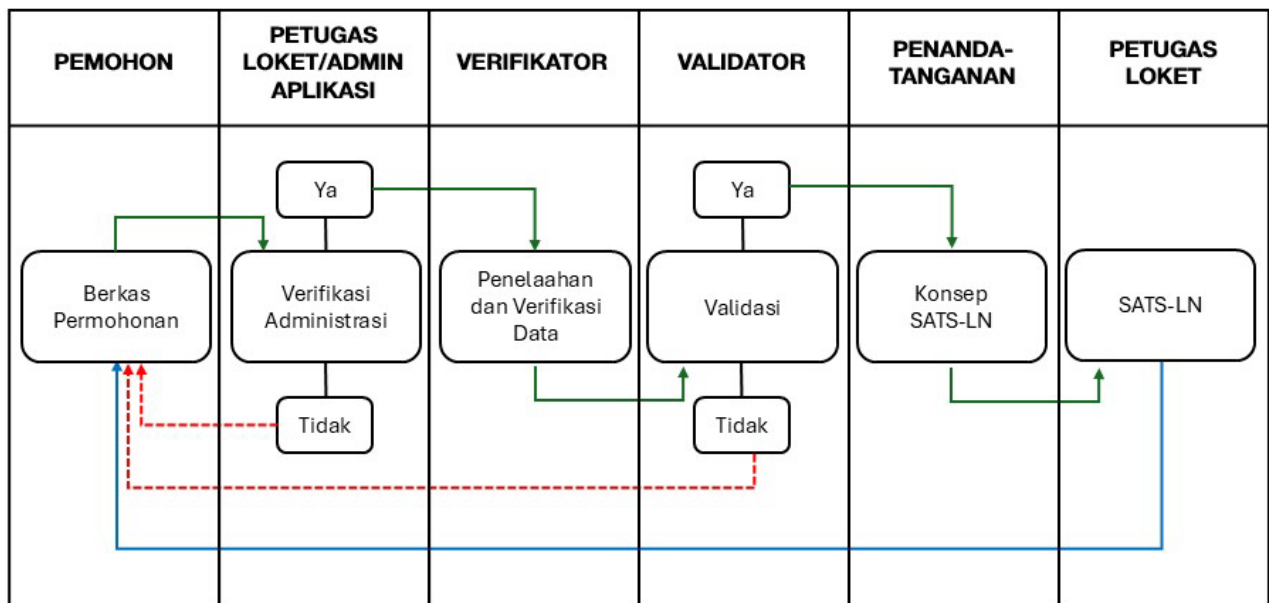 PEMOHON
PETUGAS
LOKET/ADMIN
APLIKASI
VERIFIKATOR
VALIDATOR
PENANDA-
TANGANAN
PETUGAS
LOKET
Ya
Ya
Berkas
Permohonan
Verifikasi
Administrasi
Penelaahan
dan Verifikasi
Data
Validasi
Konsep
SATS-LN
SATS-LN
Tidak
Tidak